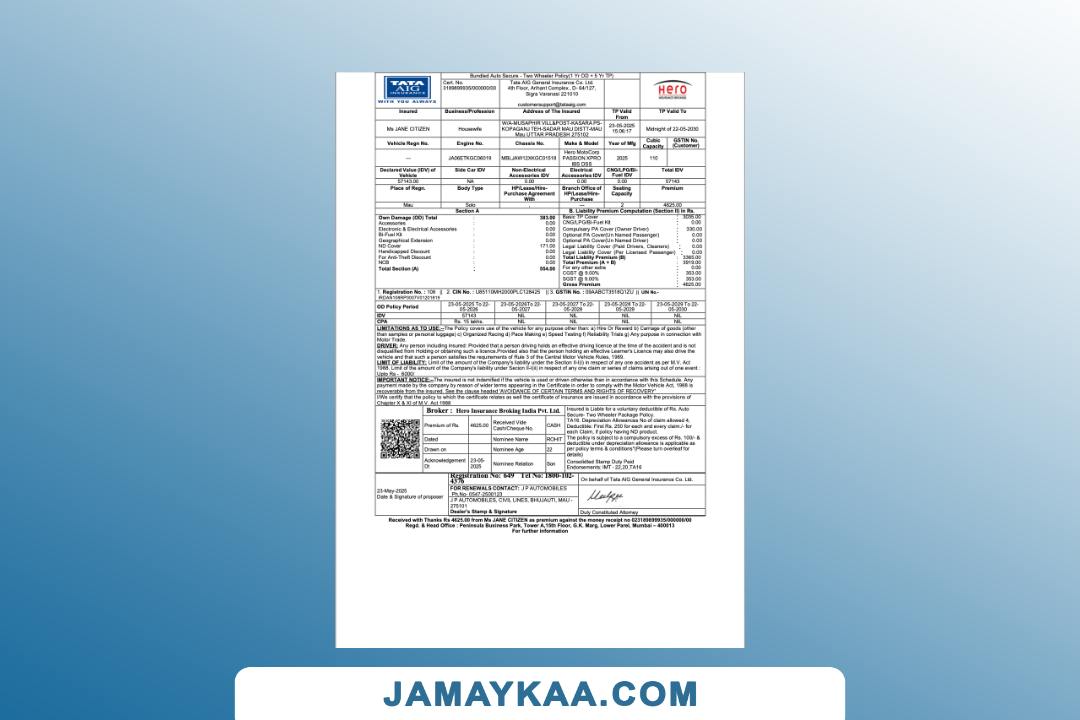 Bundled Auto Secure - Two Wheeler Policy(1 Yr OD + 5 Yr TP)
TATA
AIG
INSURANCE
WITH YOU ALWAYS
Cert. No.
3189899935/000000/00
Tata AIG General Insurance Co. Ltd.
4th Floor, Arihant Complex., D- 64/127,
Sigra Varanasi 221010
customersupport@tataaig.com
Hero
INSURANCE BROKING
Insured Business/Profession Address of The Insured TP Valid From TP Valid To
Ms JANE CITIZEN Housewife W/A-MUSAPHIR VILL&POST-KASARA PS-KOPAGANJ TEH-SADAR MAU DISTT-MAU Mau UTTAR PRADESH 275102 23-05-2025 15:06:17 Midnight of 22-05-2030
Vehicle Regn No. Engine No. Chassis No. Make & Model Year of Mfg Cubic Capacity GSTIN No. (Customer)
--- JA06ETKGC06019 MBLJAW12XKGC01518 Hero MotoCorp PASSION XPRO IBS DSS 2025 110
Declared Value (IDV) of Vehicle Side Car IDV Non-Electrical Accessories IDV Electrical Accessories IDV CNG/LPG/Bi-Fuel IDV Total IDV
57143.00 NA 0.00 0.00 0.00 57143
Place of Regn. Body Type HP/Lease/Hire-Purchase Agreement With Branch Office of HP/Lease/Hire-Purchase Seating Capacity Premium
Mau Solo --- 2 4625.00
Section A B. Liability Premium Computation (Section II) In Rs.
Own Damage (OD) Total : 383.00
Accessories : 0.00
Electronic & Electrical Accessories : 0.00
Bi-Fuel Kit : 0.00
Geographical Extension : 0.00
ND Cover : 171.00
Handicapped Discount : 0.00
For Anti-Theft Discount : 0.00
NCB : 0.00
Total Section (A) : 554.00
Basic TP Cover : 3035.00
CNG/LPG/Bi-Fuel Kit : 0.00
Compulsary PA Cover (Owner Driver) : 330.00
Optional PA Cover(Un Named Passenger) : 0.00
Optional PA Cover(Un Named Driver) : 0.00
Legal Liability Cover (Paid Drivers, Cleaners) : 0.00
Legal Liability Cover (Per Licensed Passenger) : 0.00
Total Liability Premium (B) : 3365.00
Total Premium (A + B) : 3919.00
For any other extra : 0.00
CGST @ 9.00% : 353.00
SGST @ 9.00% : 353.00
Gross Premium : 4625.00
1. Registration No. : 108 || 2. CIN No. : U85110MH2000PLC128425 || 3. GSTIN No. : 09AABCT3518Q1ZU || UIN No.-
IRDAN108RP0007V01201819
OD Policy Period 23-05-2025 To 22-05-2026 23-05-2026To 22-05-2027 23-05-2027 To 22-05-2028 23-05-2028 To 22-05-2029 23-05-2029 To 22-05-2030
IDV 57143 NIL NIL NIL NIL
CPA Rs. 15 lakhs. NIL NIL NIL NIL
LIMITATIONS AS TO USE:--The Policy covers use of the vehicle for any purpose other than: a) Hire Or Reward b) Carriage of goods (other
than samples or personal luggage) c) Organized Racing d) Pace Making e) Speed Testing f) Reliability Trials g) Any purpose in connection with
Motor Trade.
DRIVER: Any person including insured: Provided that a person driving holds an effective driving licence at the time of the accident and is not
disqualified from Holding or obtaining such a licence.Provided also that the person holding an effective Learner's Licence may also drive the
vehicle and that such a person satisfies the requirements of Rule 3 of the Central Motor Vehicle Rules, 1989.
LIMIT OF LIABILITY: Limit of the amount of the Company's liability under the Section II-I(i) in respect of any one accident as per M.V. Act
1988. Limit of the amount of the Company's liability under Section II-I(ii) in respect of any one claim or series of claims arising out of one event :
Upto Rs - 6000/
IMPORTANT NOTICE:--The insured is not indemnified if the vehicle is used or driven otherwise than in accordance with this Schedule. Any
payment made by the company by reason of wider terms appearing in the Certificate in order to comply with the Motor Vehicle Act, 1988 is
recoverable from the insured. See the clause headed 'AVOIDANCE OF CERTAIN TERMS AND RIGHTS OF RECOVERY'.
I/We certify that the policy to which the certificate relates as well the certificate of insurance are issued in accordance with the provisions of
Chapter X & XI of M.V. Act 1988
Broker : Hero Insurance Broking India Pvt. Ltd.
Premium of Rs. 4625.00 Received Vide Cash/Cheque No. CASH
Dated Nominee Name ROHIT
Drawn on Nominee Age 22
Acknowledgement Dt 23-05-2025 Nominee Relation Son
Insured is Liable for a voluntary deductible of Rs. Auto
Secure- Two Wheeler Package Policy.
TA16. Depreciation Allowances No of claim allowed 
Deductible: First Rs. 250 for each and every claim./- for
each Claim, if policy having ND product.
The policy is subject to a compulsory excess of Rs. 100/- &
deductible under depreciation allowance is applicable as
per policy terms & conditions*(Please turn overleaf for
details)
Consolidated Stamp Duty Paid
Endorsements: IMT - 22,20,TA16
Registration No: 649 Tel No: 1800-102-
4376
23-May-2025
Date & Signature of proposer
FOR RENEWALS CONTACT: J P AUTOMOBILES
,Ph.No- 0547-2500123
J P AUTOMOBILES, CIVIL LINES, BHUJAUTI, MAU -
275101
Dealer's Stamp & Signature
On behalf of Tata AIG General Insurance Co. Ltd.
Duly Constituted Attorney
Received with Thanks Rs 4625.00 from Ms JANE CITIZEN as premium against the money receipt no 023189899935/000000/00
Regd. & Head Office : Peninsula Business Park, Tower A,15th Floor, G.K. Marg, Lower Parel, Mumbai – 400013
For further information
JAMAYKAA.COM